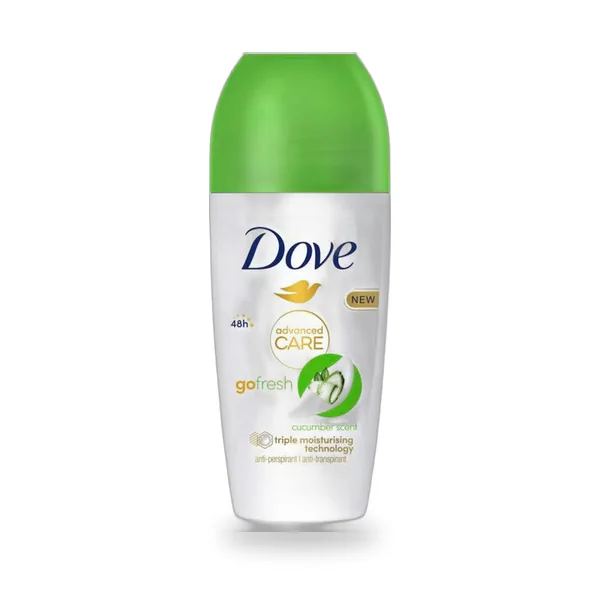 Dove
NEW
48h
advanced
CARE
gofresh
cucumber scent
triple moisturising
technology
anti-perspirant | anti-transpirant